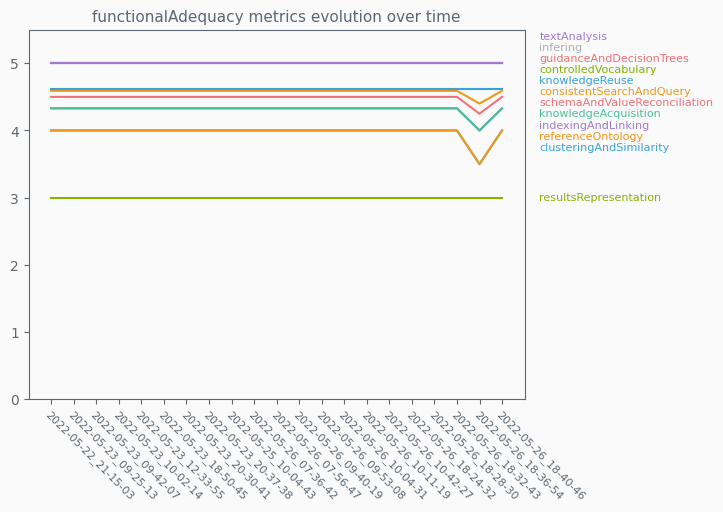 functionalAdequacy metrics evolution over time
5
4
3
2
1
0
textAnalysis
infering
guidanceAndDecisionTrees
controlledVocabulary
knowledgeReuse
consistentSearchAndQuery
schemaAndValueReconciliation
knowledgeAcquisition
indexingAndLinking
referenceOntology
clusteringAndSimilarity
resultsRepresentation
2022-05-22_21-15-03
2022-05-23_09-25-13
2022-05-23_09-42-07
2022-05-23_10-02-14
2022-05-23_12-33-55
2022-05-23_18-50-45
2022-05-23_20-30-41
2022-05-23_20-37-38
2022-05-25_10-04-43
2022-05-26_07-36-42
2022-05-26_07-56-47
2022-05-26_09-40-19
2022-05-26_09-53-08
2022-05-26_10-04-31
2022-05-26_10-11-19
2022-05-26_10-42-27
2022-05-26_18-24-32
2022-05-26_18-28-30
2022-05-26_18-32-43
2022-05-26_18-36-54
2022-05-26_18-40-46